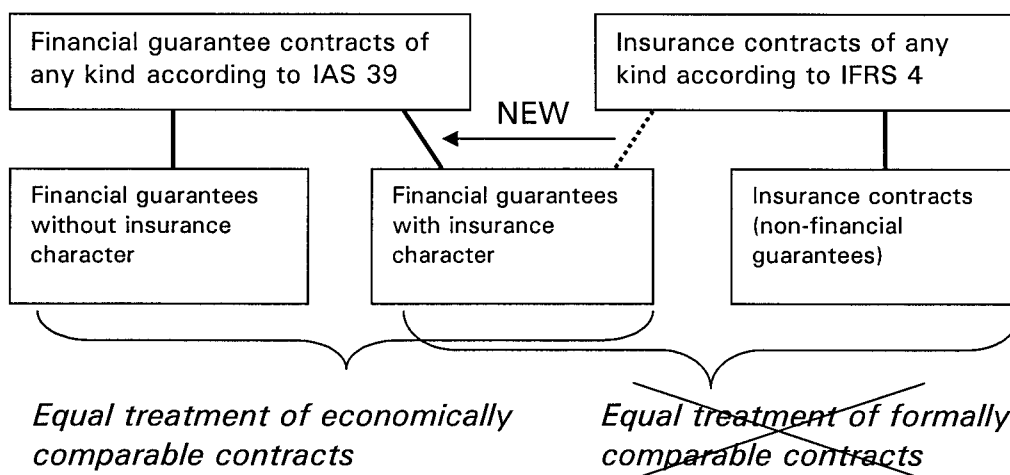 Financial guarantee contracts of
any kind according to IAS 39
Insurance contracts of any
kind according to IFRS 4
NEW
Financial guarantees
without insurance
character
Financial guarantees
with insurance
character
Insurance contracts
(non-financial
guarantees)
Equal treatment of economically
comparable contracts
Equal treatment of formally
comparable contracts